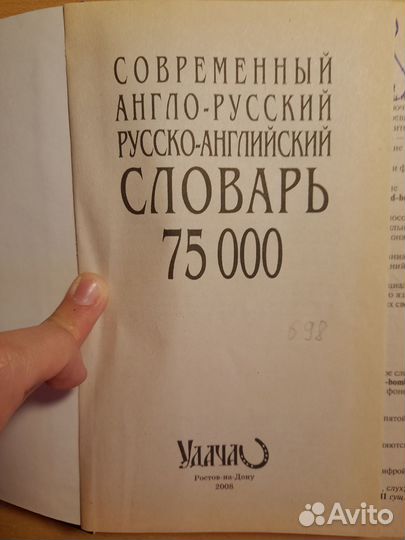 СОВРЕМЕННЫЙ
АНГЛО-РУССКИЙ
РУССКО-АНГЛИЙСКИЙ
СЛОВАРЬ
75 000
698
УДАЧА
Ростов-на-Дону
2008
Avito